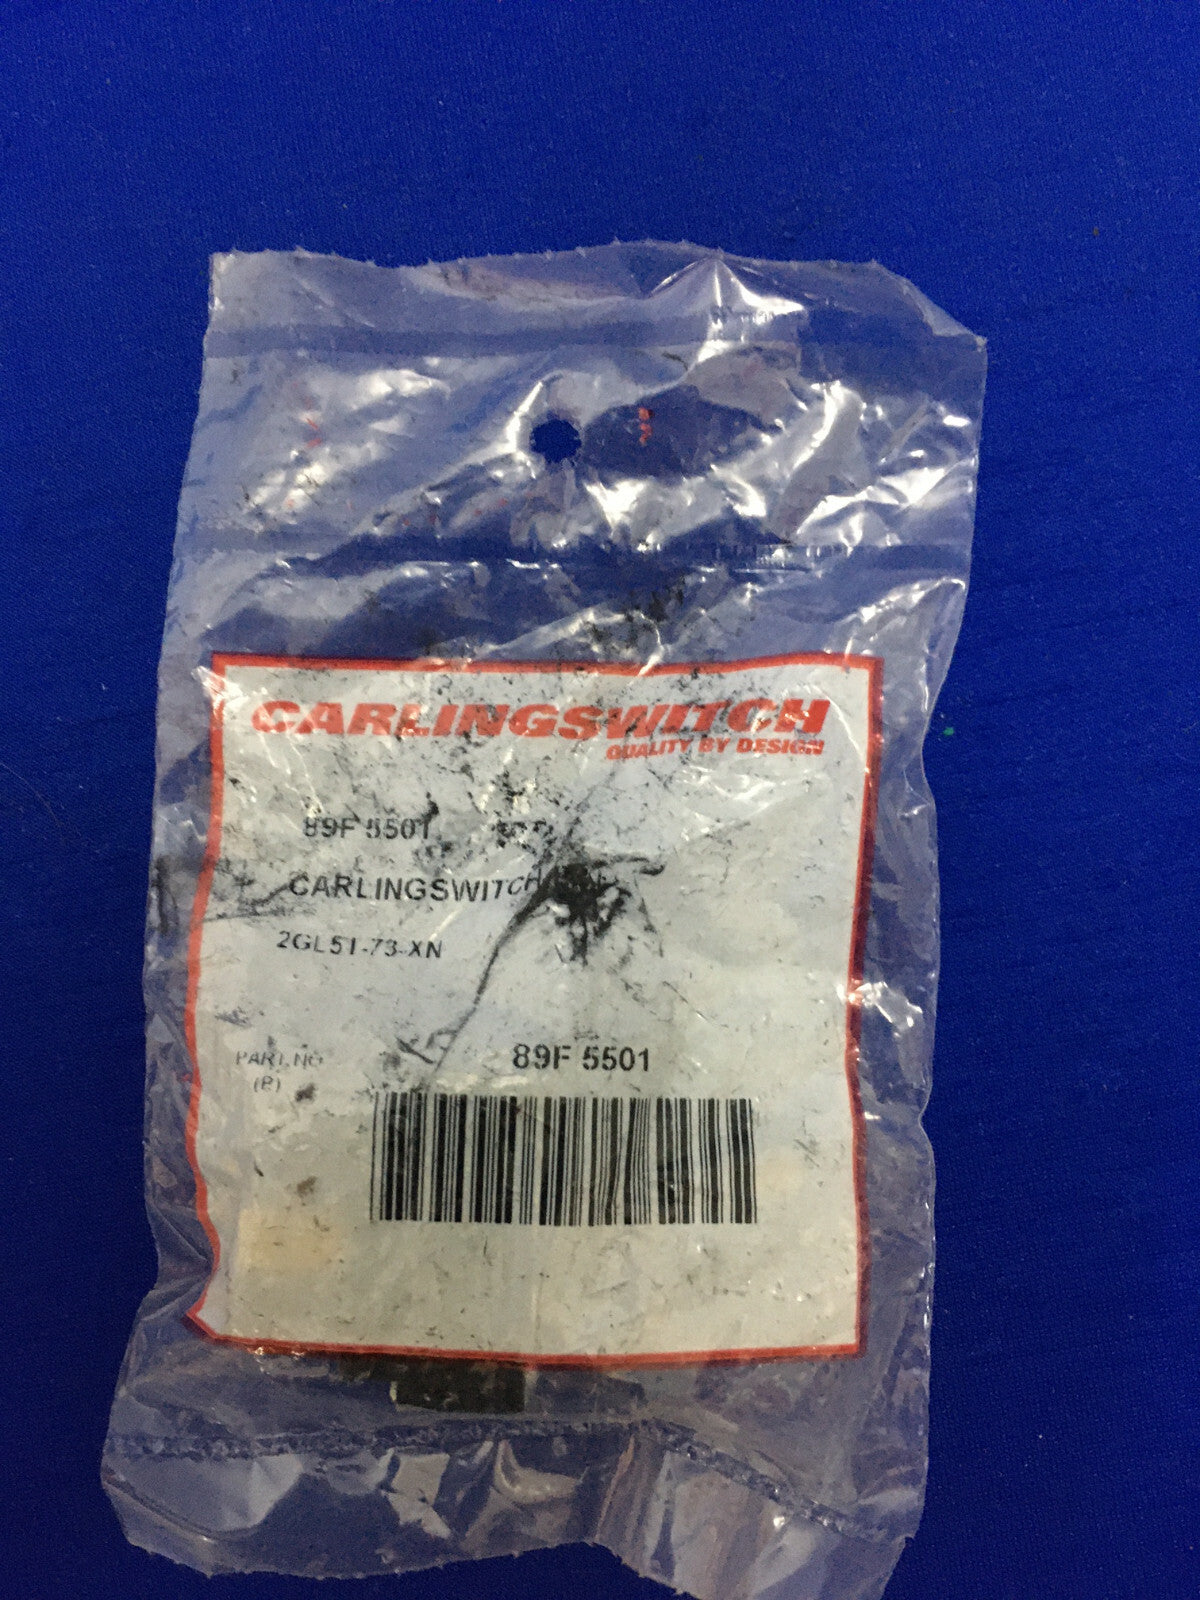 CARLINGSWITCH
QUALITY BY DESIGN
89F 5501
CARLINGSWITCH
2GL51-73-XN
PART NO 89F 5501
(P)